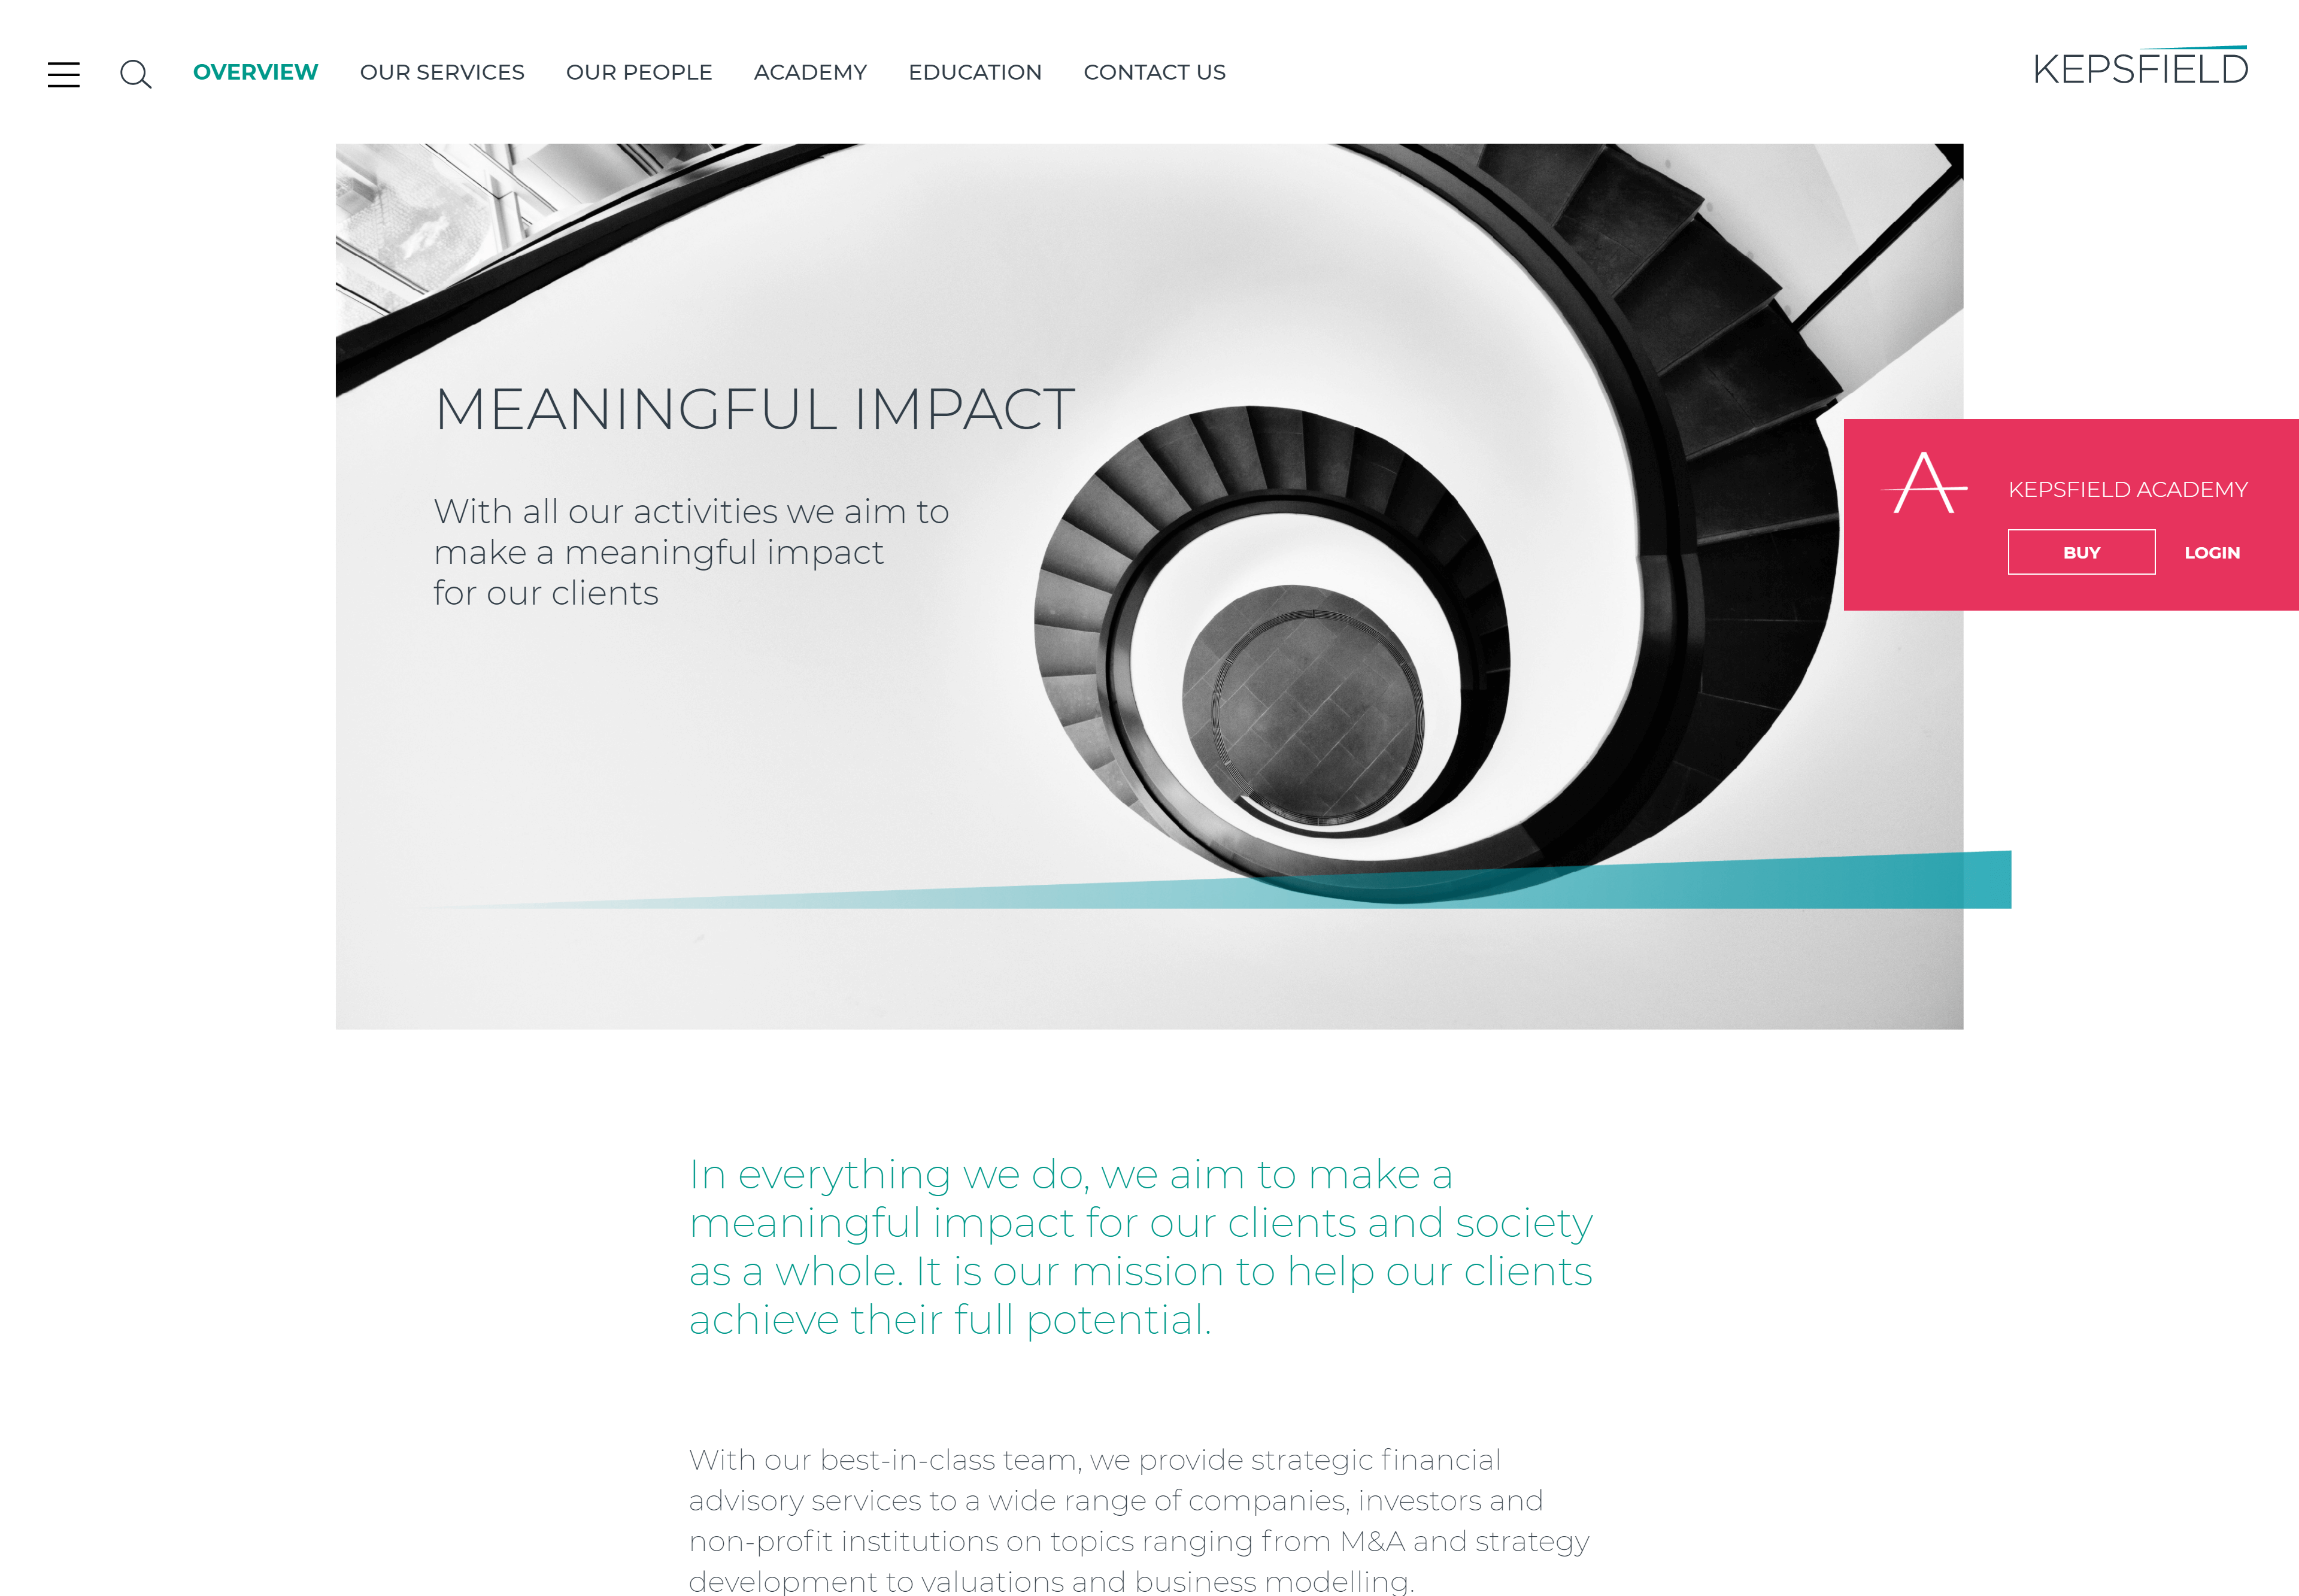 OVERVIEW OUR SERVICES OUR PEOPLE ACADEMY EDUCATION CONTACT US
KEPSFIELD
MEANINGFUL IMPACT
With all our activities we aim to
make a meaningful impact
for our clients
KEPSFIELD ACADEMY
BUY LOGIN
In everything we do, we aim to make a
meaningful impact for our clients and society
as a whole. It is our mission to help our clients
achieve their full potential.
With our best-in-class team, we provide strategic financial
advisory services to a wide range of companies, investors and
non-profit institutions on topics ranging from M&A and strategy
development to valuations and business modelling.